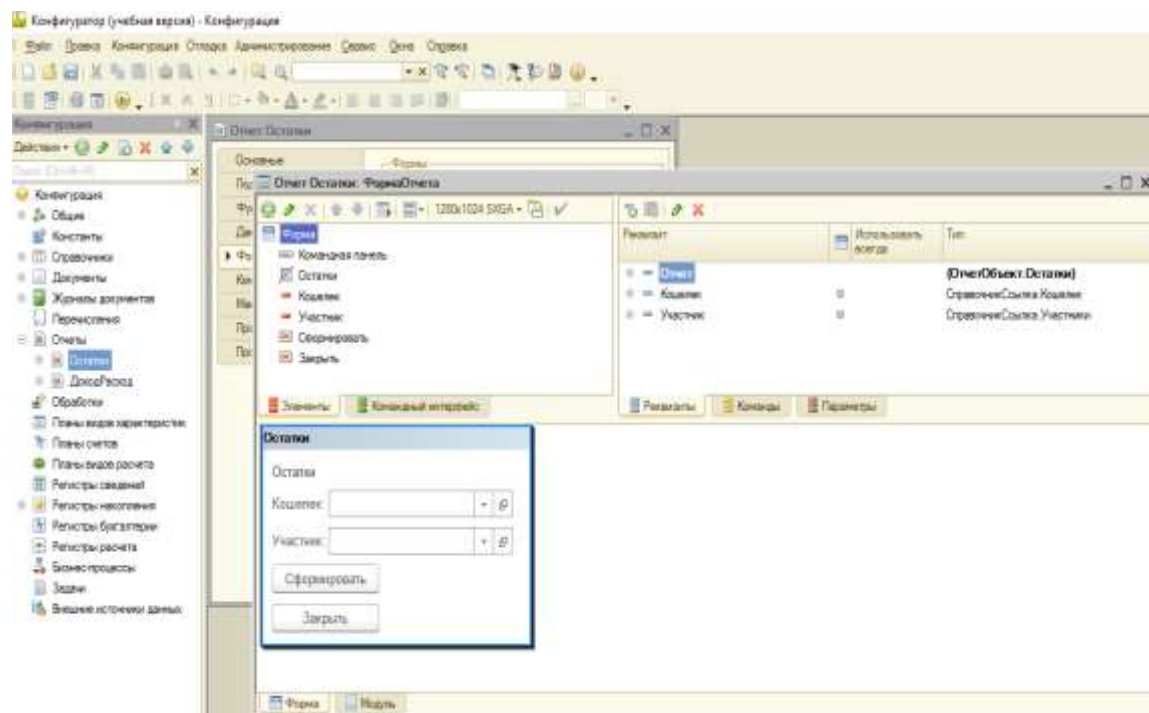 Конфигуратор (учебная версия) - Конфигурация
Файл Правка Конфигурация Отладка Администрирование Сервис Окна Справка
Конфигурация
Действия
Конфигурация
Общие
Константы
Справочники
Документы
Журналы документов
Перечисления
Отчеты
Остатки
ДоходРасход
Обработки
Планы видов характеристик
Планы счетов
Планы видов расчета
Регистры сведений
Регистры накопления
Регистры бухгалтерии
Регистры расчета
Бизнес-процессы
Задачи
Внешние источники данных
Отчет Остатки
Основные
Формы
Отчет Остатки: ФормаОтчета
1280x1024 SXGA
Форма
Командная панель
Остатки
Кошелек
Участник
Сформировать
Закрыть
Элементы
Командный интерфейс
Реквизит
Использовать всегда
Тип
Отчет
(ОтчетОбъект.Остатки)
Кошелек
СправочникСсылка.Кошелек
Участник
СправочникСсылка.Участники
Реквизиты
Команды
Параметры
Остатки
Остатки
Кошелек:
Участник:
Сформировать
Закрыть
Форма
Модуль